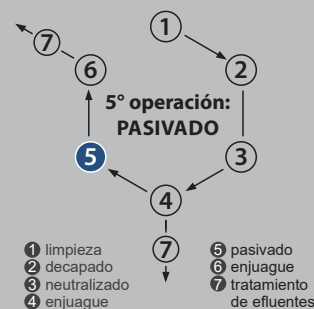 1
7
2
6
5° operación:
PASIVADO
5
3
4
7
1 limpieza
2 decapado
3 neutralizado
4 enjuague
5 pasivado
6 enjuague
7 tratamiento
de efluentes